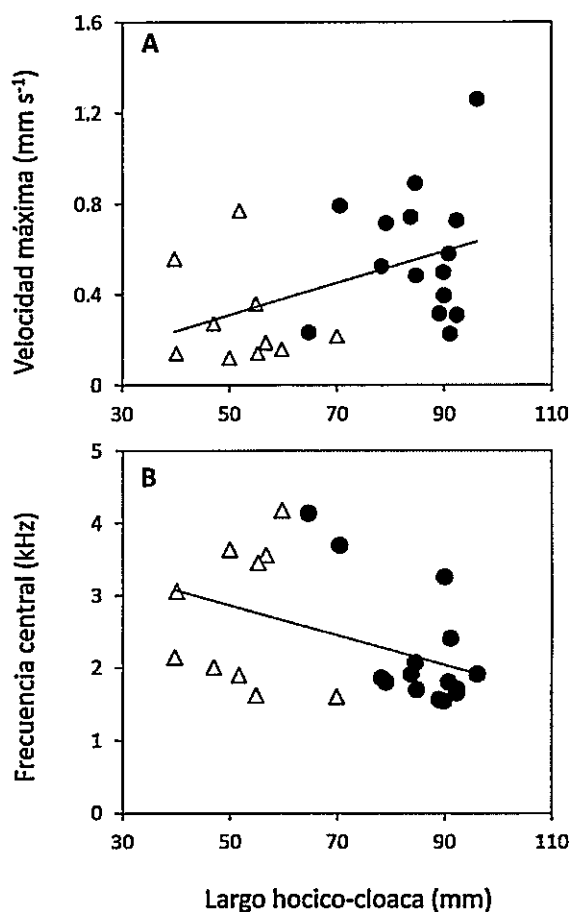 A
Velocidad máxima (mm s⁻¹)
1.6
1.2
0.8
0.4
0
30 50 70 90 110
B
Frecuencia central (kHz)
5
4
3
2
1
0
30 50 70 90 110
Largo hocico-cloaca (mm)